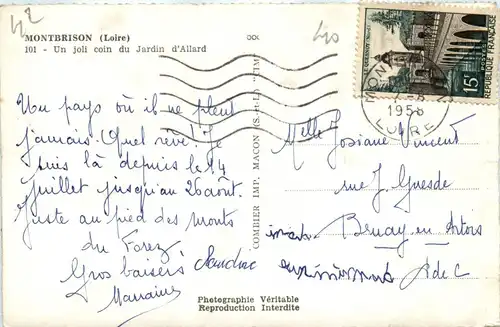 42
MONTBRISON (Loire)
101 - Un joli coin du Jardin d'Allard
Un pays où il ne pleut
jamais. Quel rêve! Je
suis là depuis le 14
juillet jusqu'au 26 août.
Juste au pied des monts
du Forez
Gros baisers
Marraine
COMBIER IMP. MACON (S.-et-L.) "CIM"
Photographie Véritable
Reproduction Interdite
QUIMPER
15F
POSTES
REPUBLIQUE FRANÇAISE
1958
LOIRE
Melle Josiane Vincent
rue J. Guesde
Bruay en Artois
P de C